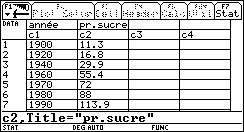 F1 F2 F3 F4 F5 F6 F7
Plot Setup Cell Header Calc Util Stat
DATA année pr.sucre
c1 c2 c3 c4
1 1900 11.3
2 1920 16.8
3 1940 29.9
4 1960 55.4
5 1970 72
6 1980 88
7 1990 113.9
c2,Title="pr.sucre"
STAT DEG AUTO FUNC